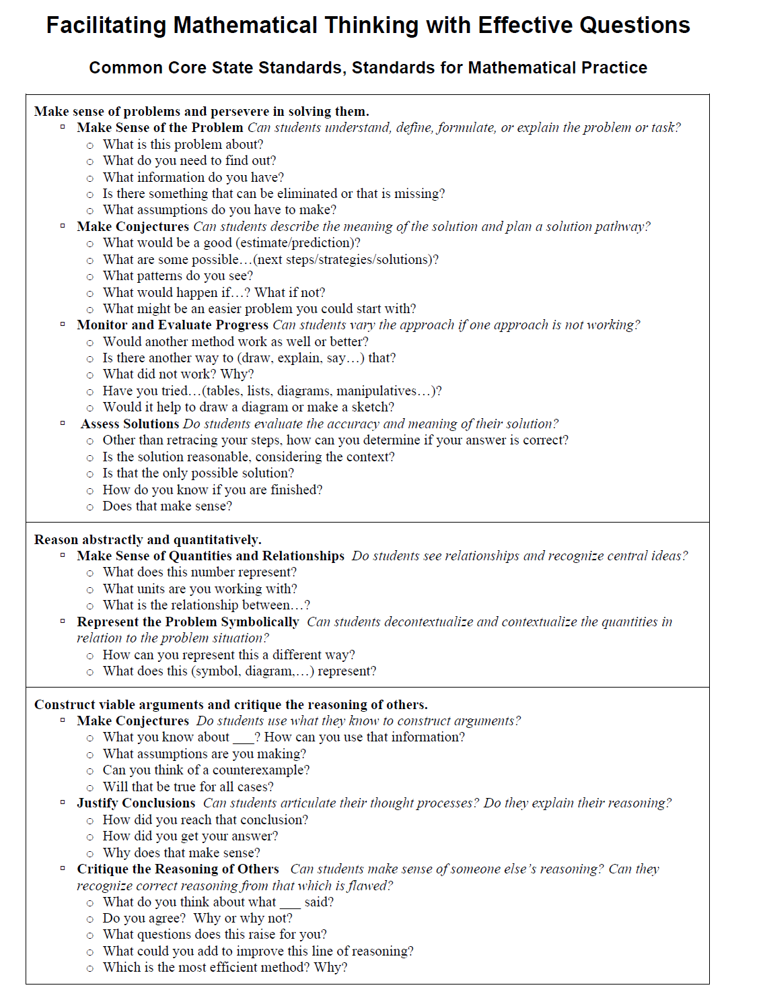 Facilitating Mathematical Thinking with Effective Questions
Common Core State Standards, Standards for Mathematical Practice
Make sense of problems and persevere in solving them.
▫ Make Sense of the Problem Can students understand, define, formulate, or explain the problem or task?
o What is this problem about?
o What do you need to find out?
o What information do you have?
o Is there something that can be eliminated or that is missing?
o What assumptions do you have to make?
▫ Make Conjectures Can students describe the meaning of the solution and plan a solution pathway?
o What would be a good (estimate/prediction)?
o What are some possible…(next steps/strategies/solutions)?
o What patterns do you see?
o What would happen if…? What if not?
o What might be an easier problem you could start with?
▫ Monitor and Evaluate Progress Can students vary the approach if one approach is not working?
o Would another method work as well or better?
o Is there another way to (draw, explain, say…) that?
o What did not work? Why?
o Have you tried…(tables, lists, diagrams, manipulatives…)?
o Would it help to draw a diagram or make a sketch?
▫ Assess Solutions Do students evaluate the accuracy and meaning of their solution?
o Other than retracing your steps, how can you determine if your answer is correct?
o Is the solution reasonable, considering the context?
o Is that the only possible solution?
o How do you know if you are finished?
o Does that make sense?
Reason abstractly and quantitatively.
▫ Make Sense of Quantities and Relationships Do students see relationships and recognize central ideas?
o What does this number represent?
o What units are you working with?
o What is the relationship between…?
▫ Represent the Problem Symbolically Can students decontextualize and contextualize the quantities in
relation to the problem situation?
o How can you represent this a different way?
o What does this (symbol, diagram,…) represent?
Construct viable arguments and critique the reasoning of others.
▫ Make Conjectures Do students use what they know to construct arguments?
o What you know about ___? How can you use that information?
o What assumptions are you making?
o Can you think of a counterexample?
o Will that be true for all cases?
▫ Justify Conclusions Can students articulate their thought processes? Do they explain their reasoning?
o How did you reach that conclusion?
o How did you get your answer?
o Why does that make sense?
▫ Critique the Reasoning of Others Can students make sense of someone else’s reasoning? Can they
recognize correct reasoning from that which is flawed?
o What do you think about what ___ said?
o Do you agree? Why or why not?
o What questions does this raise for you?
o What could you add to improve this line of reasoning?
o Which is the most efficient method? Why?